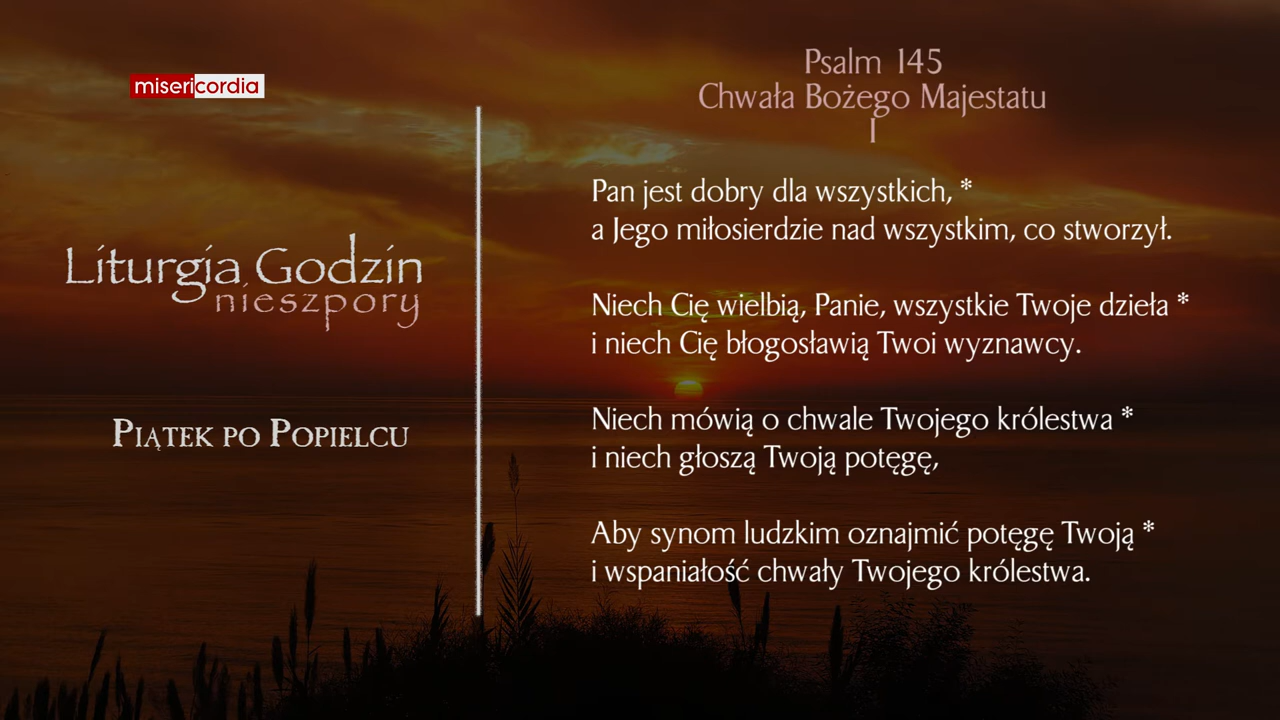 misericordia
Liturgia Godzin
nieszpory
Piątek po Popielcu
Psalm 145
Chwała Bożego Majestatu
I
Pan jest dobry dla wszystkich, *
a Jego miłosierdzie nad wszystkim, co stworzył.
Niech Cię wielbią, Panie, wszystkie Twoje dzieła *
i niech Cię błogosławią Twoi wyznawcy.
Niech mówią o chwale Twojego królestwa *
i niech głoszą Twoją potęgę,
Aby synom ludzkim oznajmić potęgę Twoją *
i wspaniałość chwały Twojego królestwa.